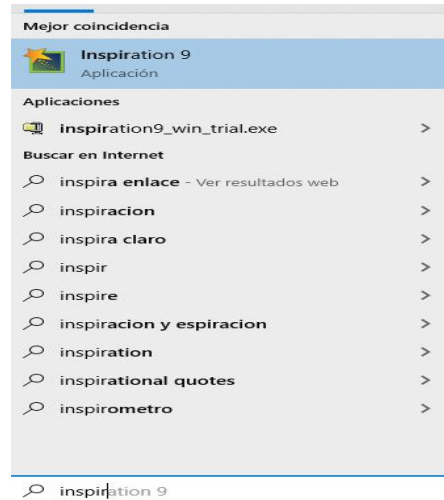 Mejor coincidencia
Inspiration 9
Aplicación
Aplicaciones
inspiration9_win_trial.exe
Buscar en Internet
inspira enlace - Ver resultados web
inspiracion
inspira claro
inspir
inspire
inspiracion y espiracion
inspiration
inspirational quotes
inspirometro
inspiration 9